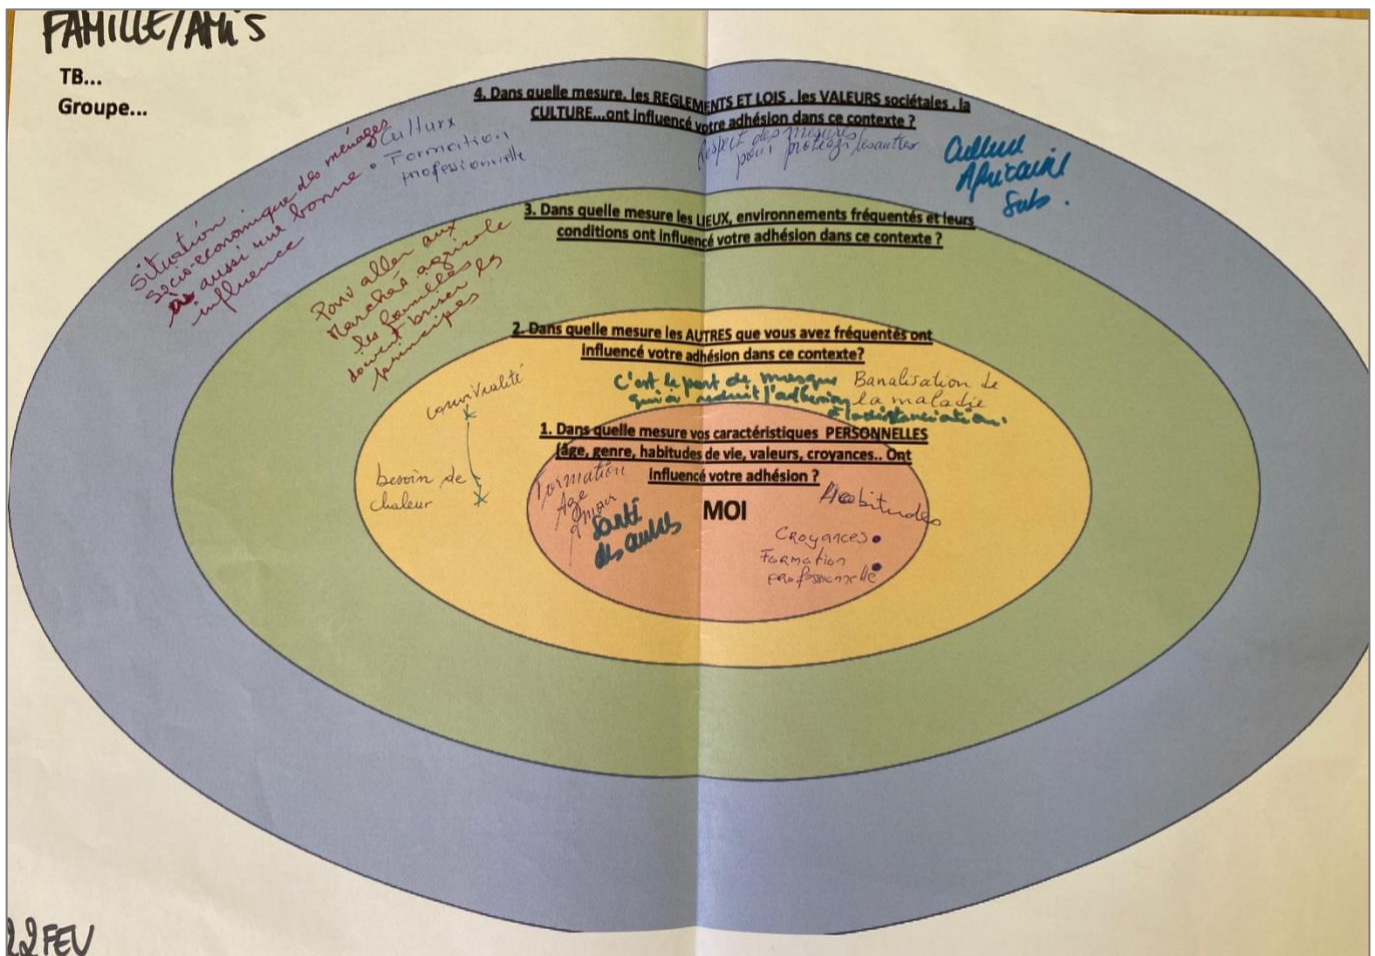 FAMILLE/AMiS
TB...
Groupe...
4. Dans quelle mesure, les REGLEMENTS ET LOIS , les VALEURS sociétales , la
CULTURE...ont influencé votre adhésion dans ce contexte ?
Situation
socio-economique des ménages
a aussi une bonne
influence
Culture
Formation
professionnelle
Respect des mesures
pour protéger les autres
Culture
Africaine
Sub.
3. Dans quelle mesure les LIEUX, environnements fréquentés et leurs
conditions ont influencé votre adhésion dans ce contexte ?
Pour aller aux
Marchés agricole
les familles
doivent briser les
principes
2. Dans quelle mesure les AUTRES que vous avez fréquentés ont
influencé votre adhésion dans ce contexte?
convivialité
besoin de
chaleur
C'est le port de masque
qui a réduit l'adhésion
à la distanciation.
Banalisation de
la maladie
1. Dans quelle mesure vos caractéristiques PERSONNELLES
(âge, genre, habitudes de vie, valeurs, croyances.. Ont
influencé votre adhésion ?
MOI
Formation
Age
Santé
des autres
Habitudes
Croyances
Formation
professionnelle
22 FEV